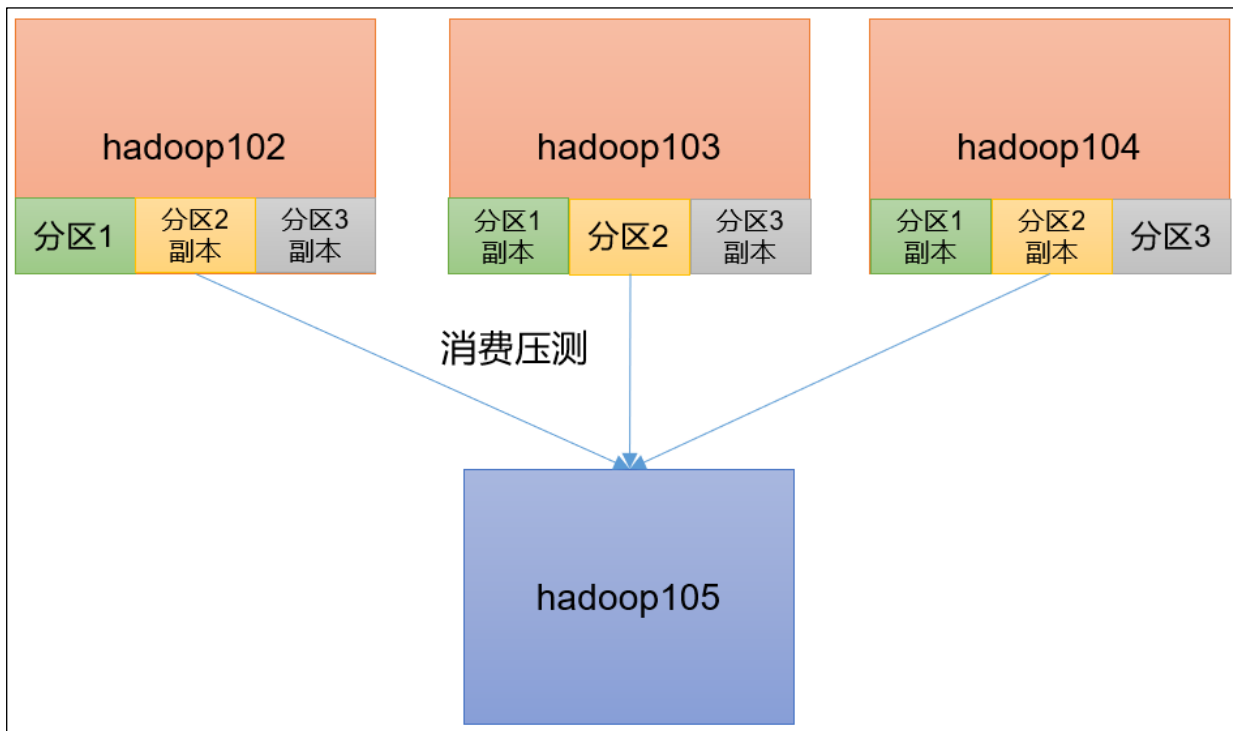 hadoop102
hadoop103
hadoop104
分区1
分区2
副本
分区3
副本
分区1
副本
分区2
分区3
副本
分区1
副本
分区2
副本
分区3
消费压测
hadoop105